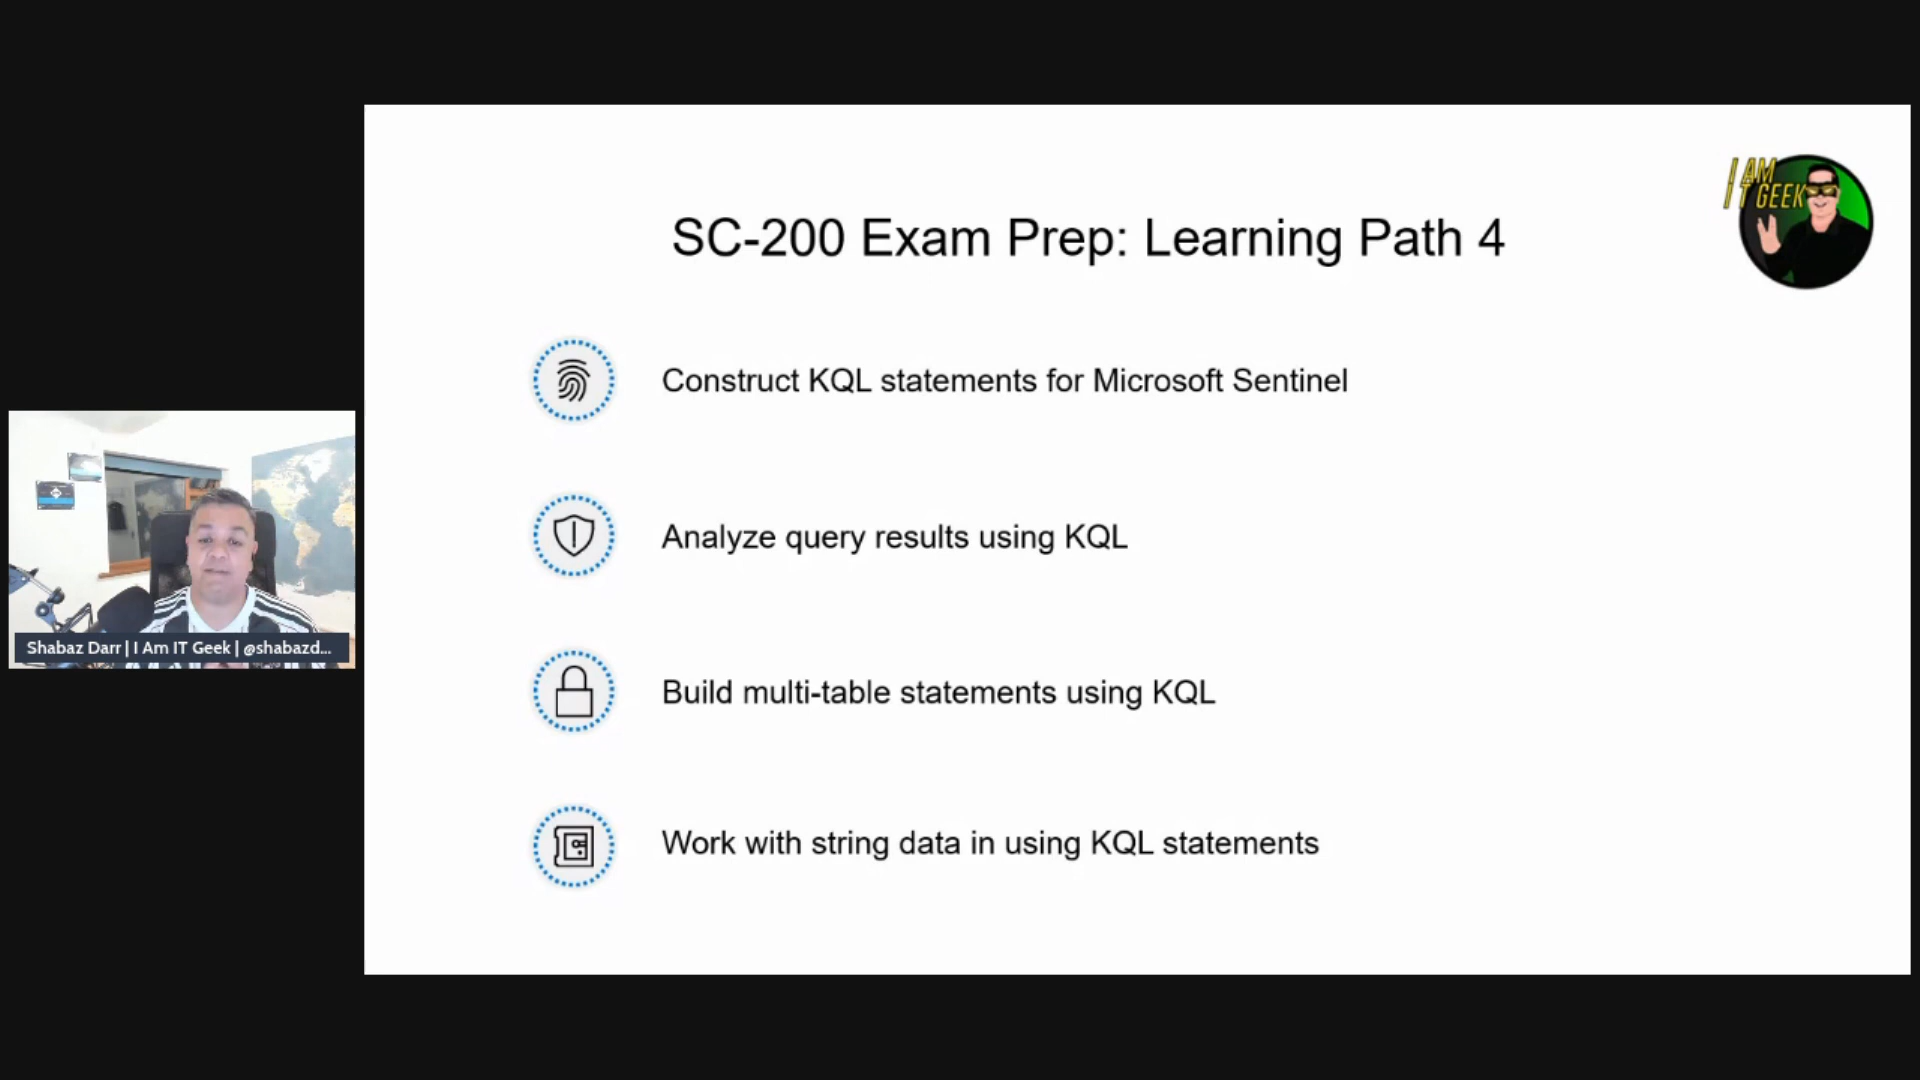 I AM
IT GEEK
SC-200 Exam Prep: Learning Path 4
Construct KQL statements for Microsoft Sentinel
Analyze query results using KQL
Build multi-table statements using KQL
Work with string data in using KQL statements
Shabaz Darr | I Am IT Geek | @shabazd...